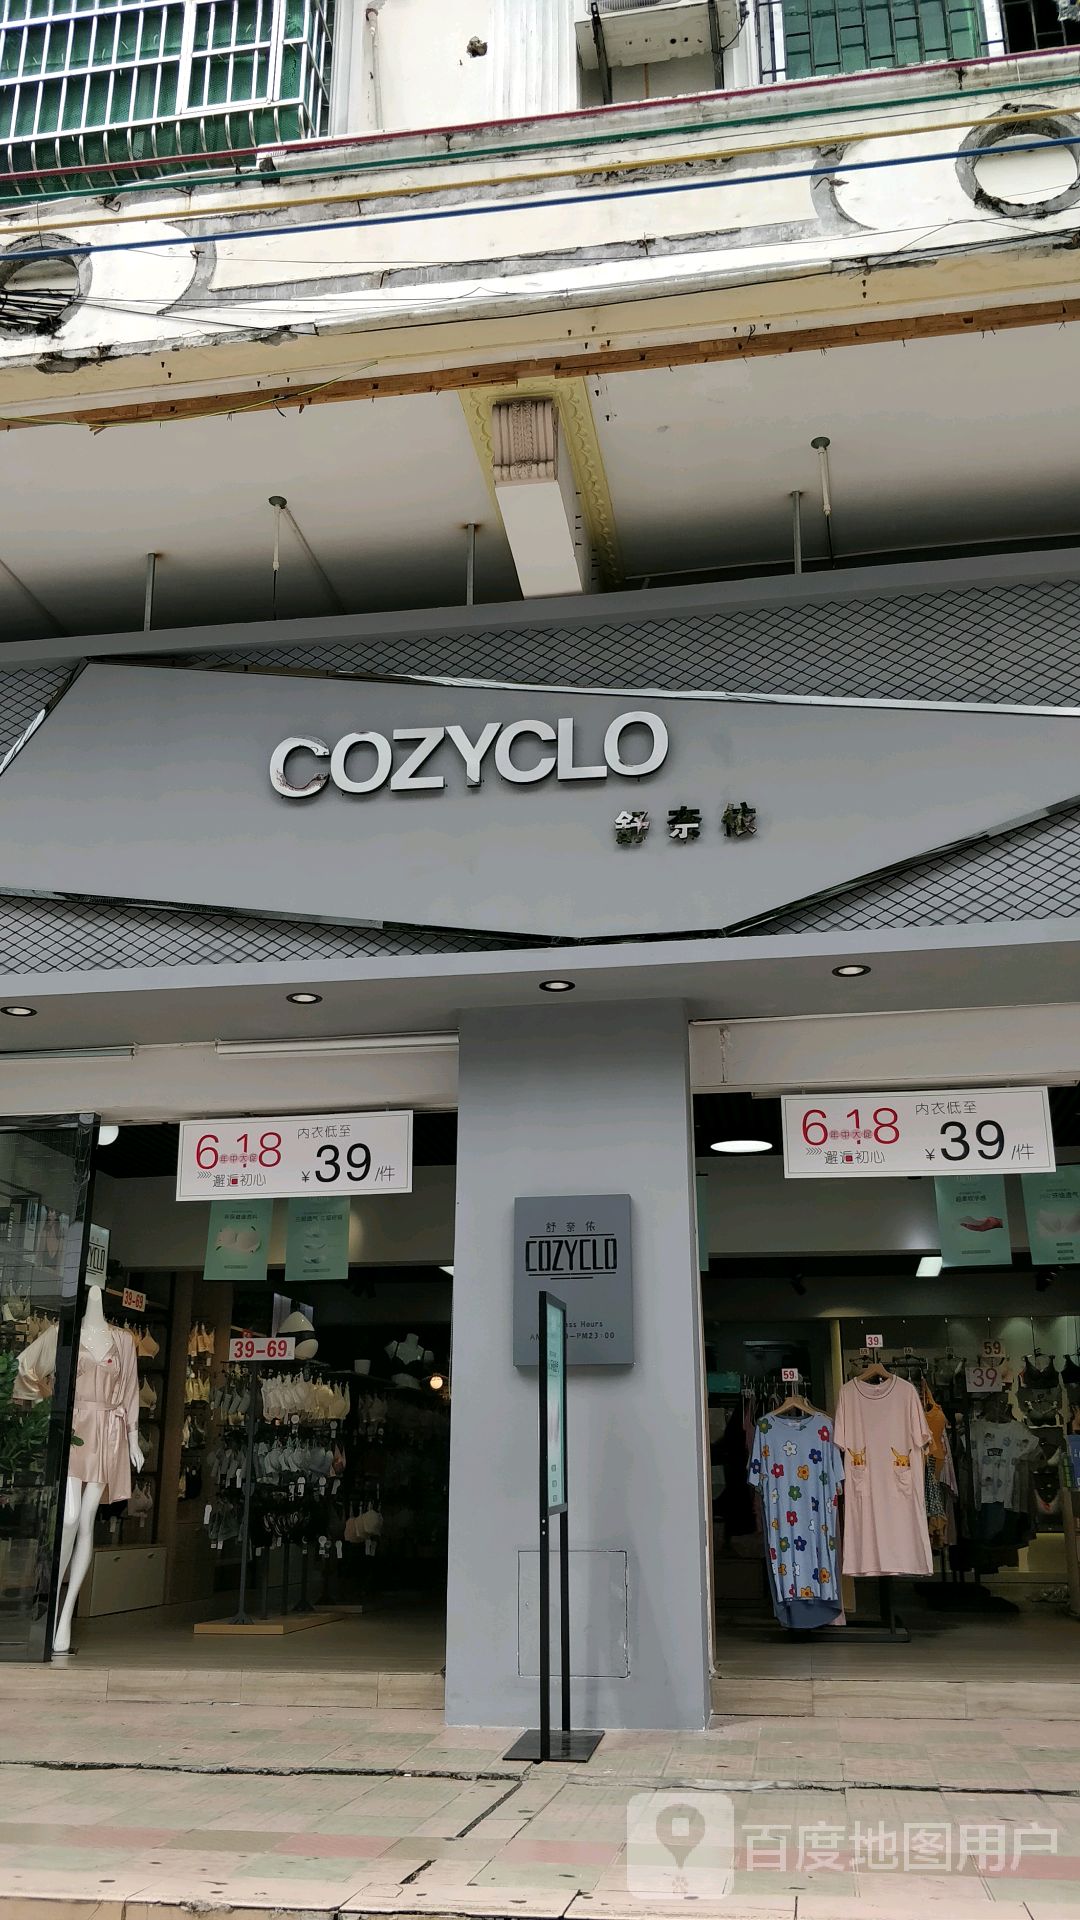 COZYCLO
舒奈依
6.18
年中大促
邂逅初心
内衣低至
¥39/件
6.18
年中大促
邂逅初心
内衣低至
¥39/件
舒奈依
COZYCLO
Hours
PM23:00
39-69
39-69
39
59
59
39
百度地图用户